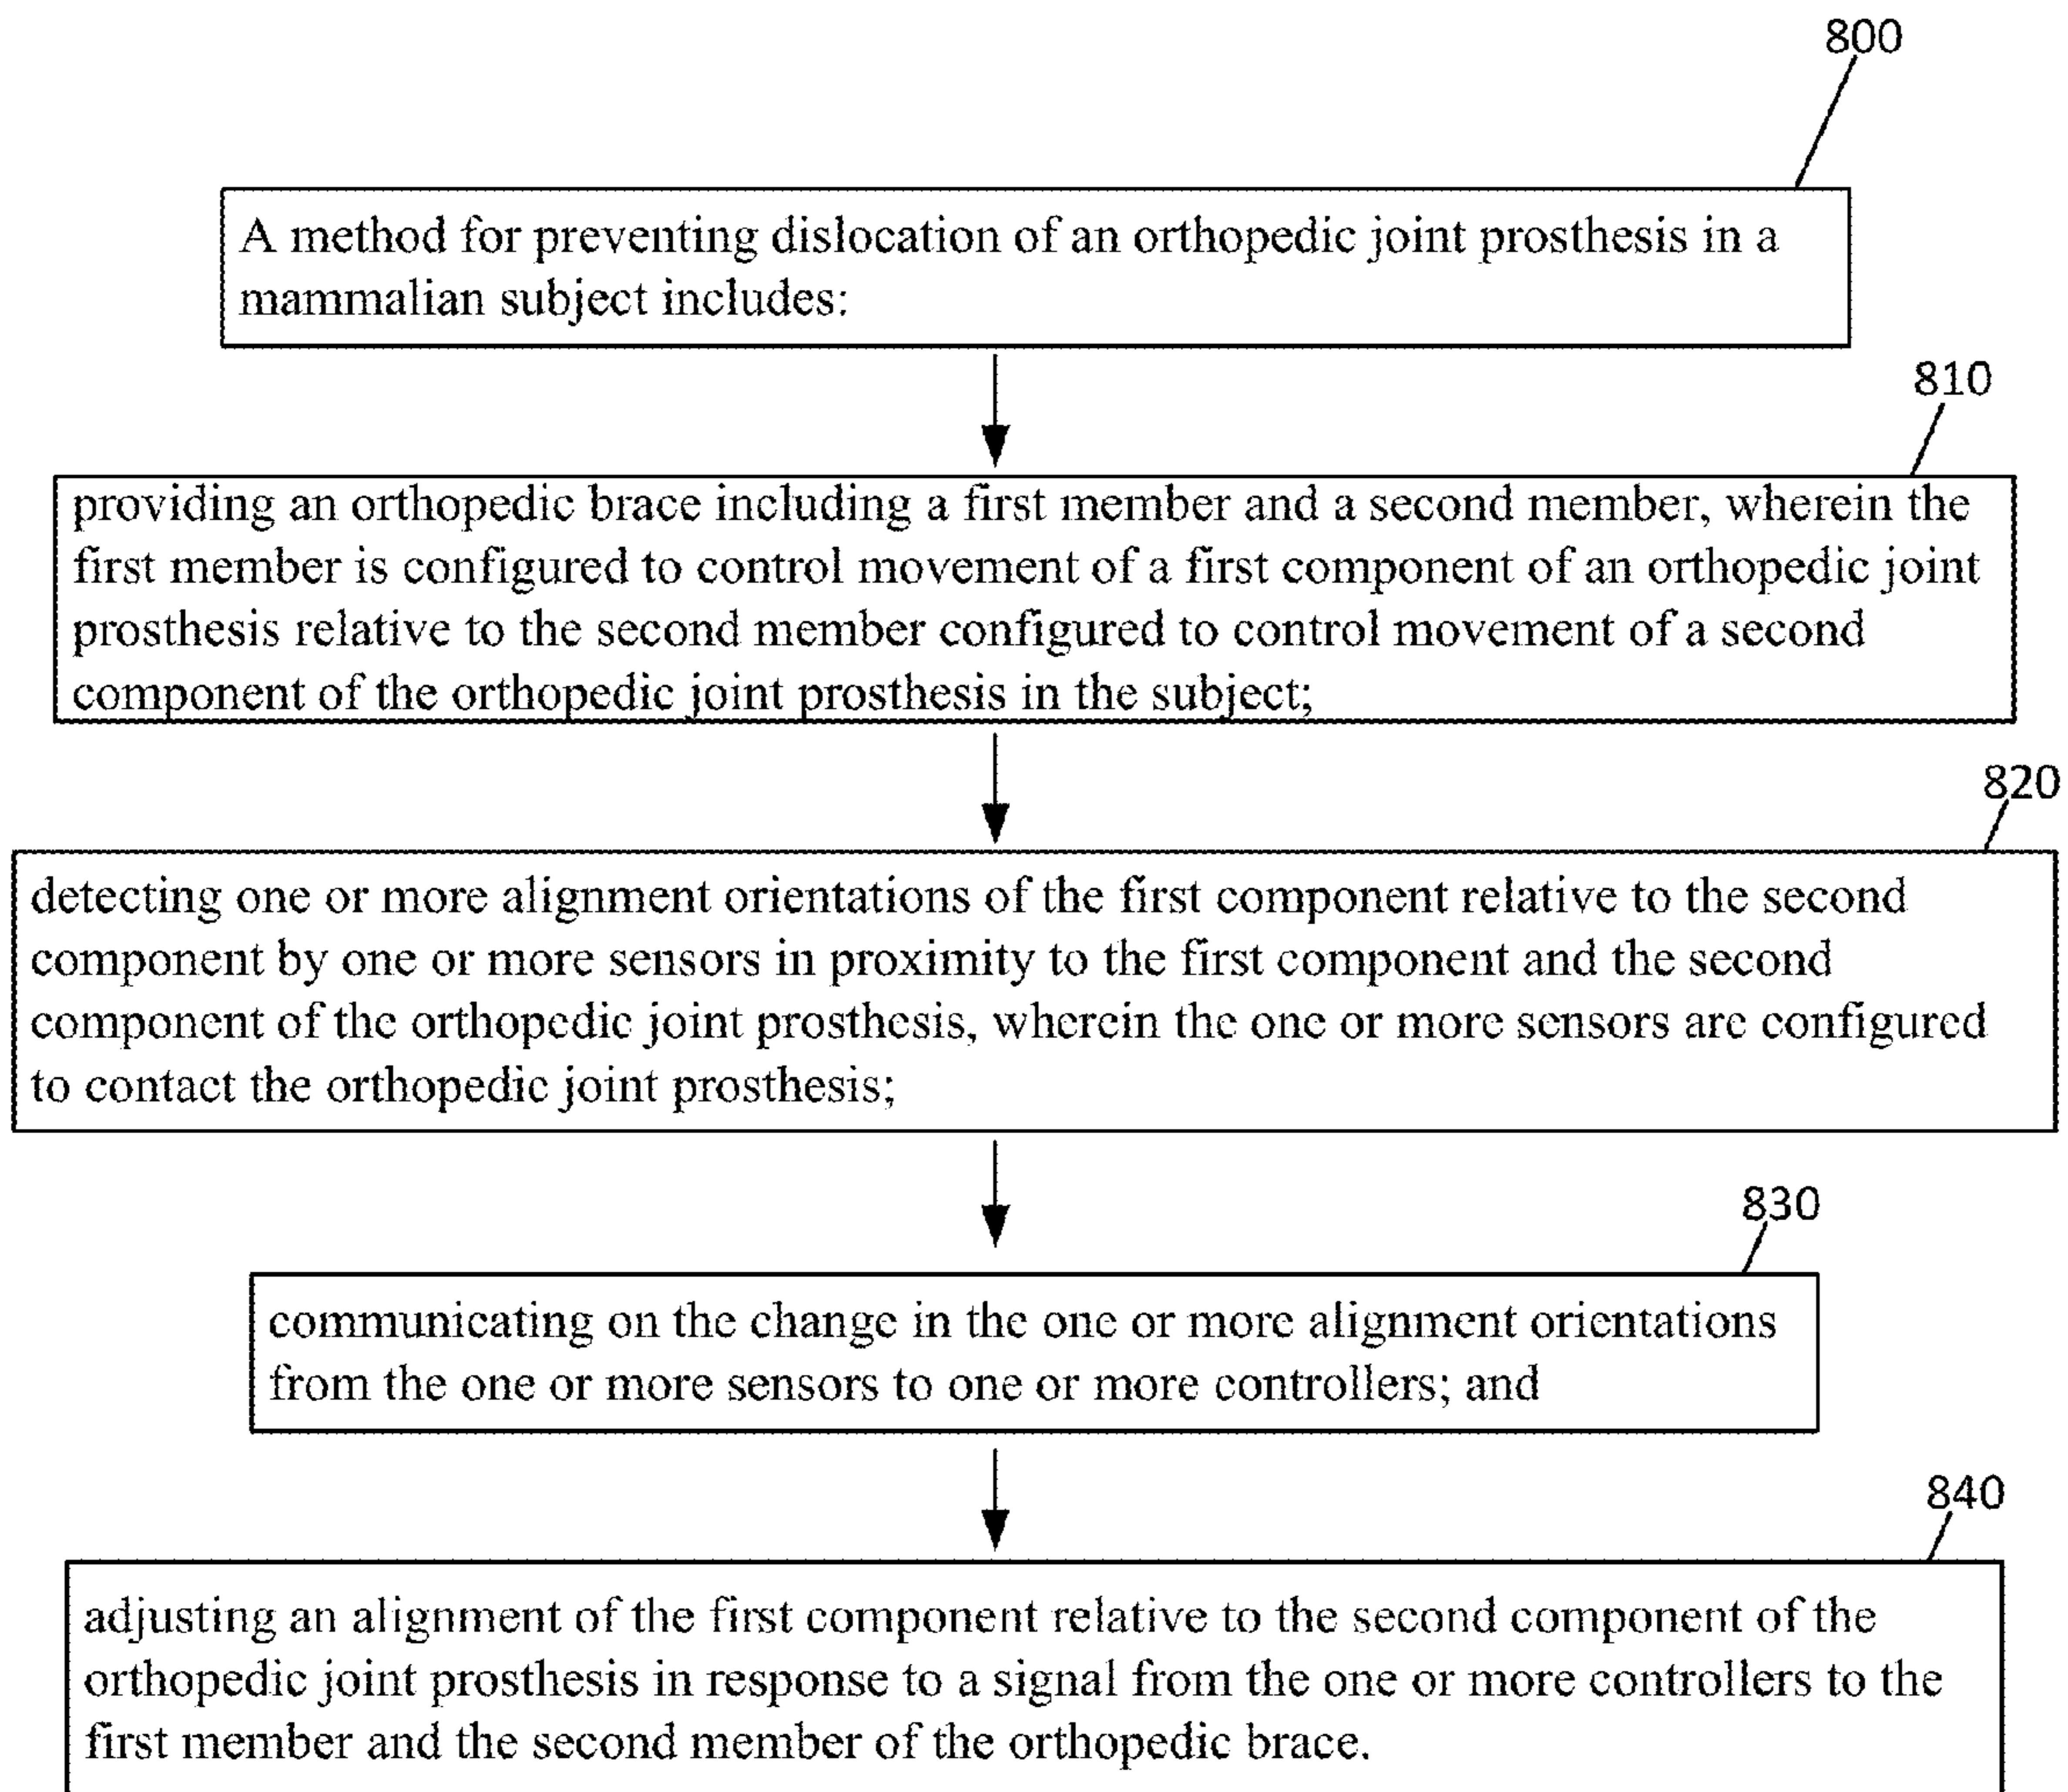 800
A method for preventing dislocation of an orthopedic joint prosthesis in a
mammalian subject includes:
810
providing an orthopedic brace including a first member and a second member, wherein the
first member is configured to control movement of a first component of an orthopedic joint
prosthesis relative to the second member configured to control movement of a second
component of the orthopedic joint prosthesis in the subject;
820
detecting one or more alignment orientations of the first component relative to the second
component by one or more sensors in proximity to the first component and the second
component of the orthopedic joint prosthesis, wherein the one or more sensors are configured
to contact the orthopedic joint prosthesis;
830
communicating on the change in the one or more alignment orientations
from the one or more sensors to one or more controllers; and
840
adjusting an alignment of the first component relative to the second component of the
orthopedic joint prosthesis in response to a signal from the one or more controllers to the
first member and the second member of the orthopedic brace.